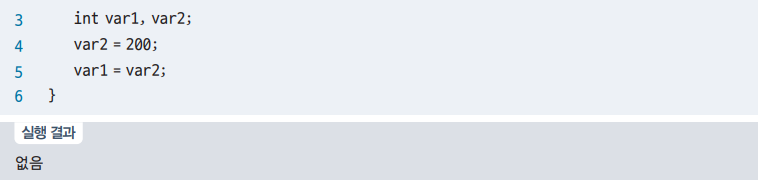 3 int var1, var2;
4 var2 = 200;
5 var1 = var2;
6 }
실행 결과
없음